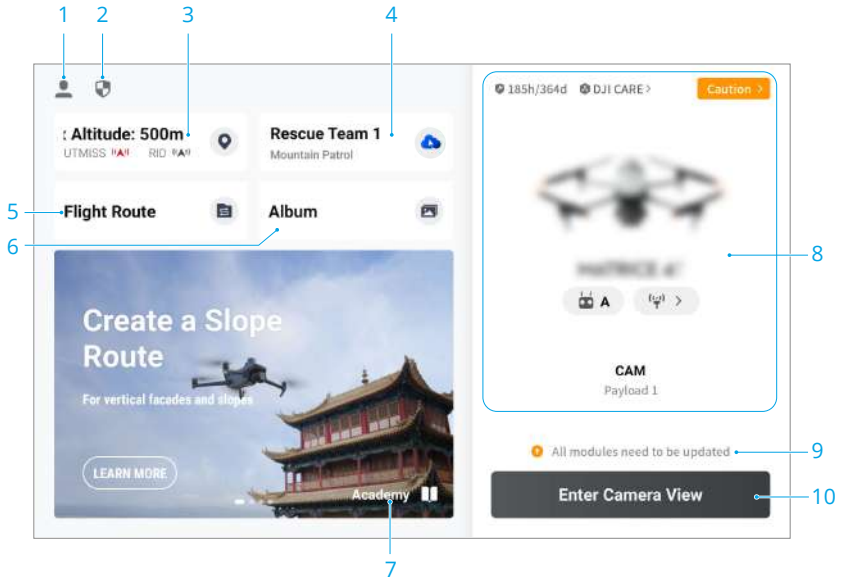 1
2
3
4
185h/364d
DJI CARE >
Caution >
: Altitude: 500m
UTMISS
RID
Rescue Team 1
Mountain Patrol
5
Flight Route
Album
6
8
A
Create a Slope
Route
For vertical facades and slopes
CAM
Payload 1
All modules need to be updated
9
LEARN MORE
Enter Camera View
10
Academy
7